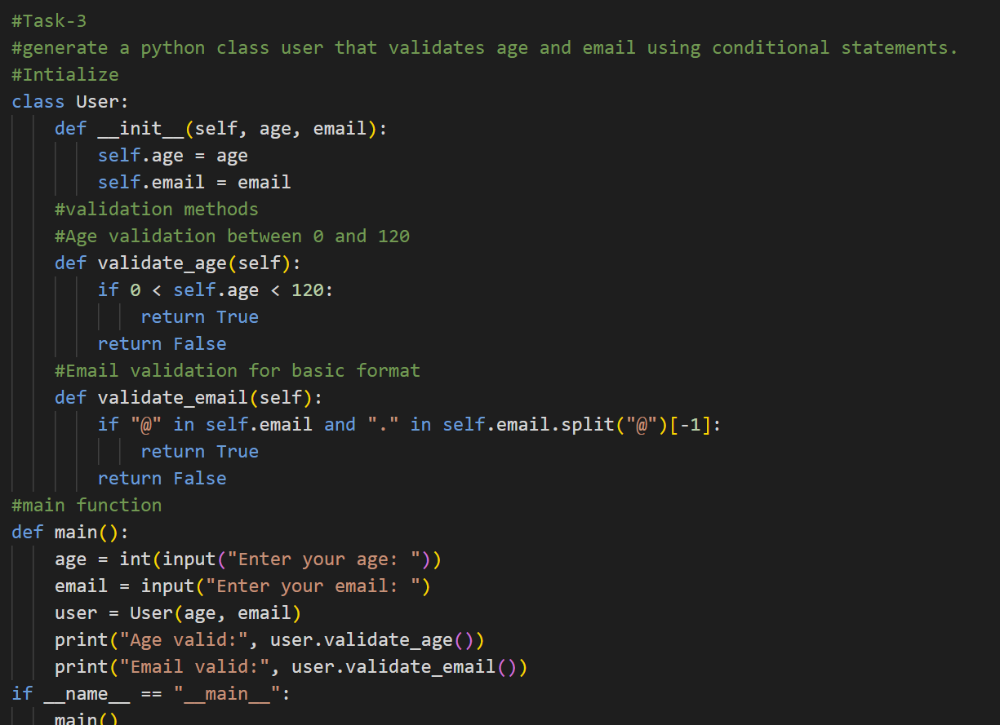 #Task-3
#generate a python class user that validates age and email using conditional statements.
#Intialize
class User:
    def __init__(self, age, email):
        self.age = age
        self.email = email
    #validation methods
    #Age validation between 0 and 120
    def validate_age(self):
        if 0 < self.age < 120:
            return True
        return False
    #Email validation for basic format
    def validate_email(self):
        if "@" in self.email and "." in self.email.split("@")[-1]:
            return True
        return False
#main function
def main():
    age = int(input("Enter your age: "))
    email = input("Enter your email: ")
    user = User(age, email)
    print("Age valid:", user.validate_age())
    print("Email valid:", user.validate_email())
if __name__ == "__main__":
    main()